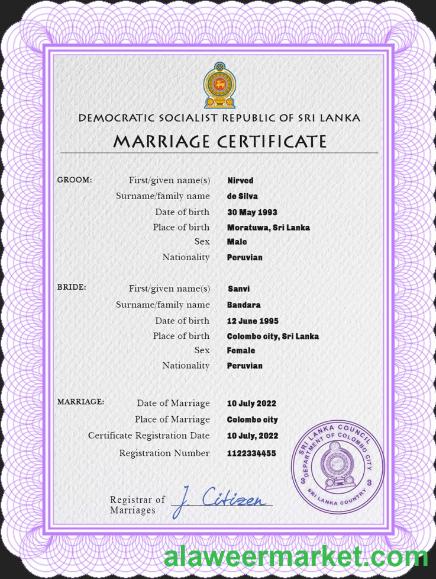 DEMOCRATIC SOCIALIST REPUBLIC OF SRI LANKA
MARRIAGE CERTIFICATE
GROOM: First/given name(s) Nirved
Surname/family name de Silva
Date of birth 30 May 1993
Place of birth Moratuwa, Sri Lanka
Sex Male
Nationality Peruvian
BRIDE: First/given name(s) Sanvi
Surname/family name Bandara
Date of birth 12 June 1995
Place of birth Colombo city, Sri Lanka
Sex Female
Nationality Peruvian
MARRIAGE: Date of Marriage 10 July 2022
Place of Marriage Colombo city
Certificate Registration Date 10 July, 2022
Registration Number 1122334455
SRI LANKA COUNCIL
DEPARTMENT OF COLOMBO CITY
SRI LANKA COUNTRY
Registrar of J. Citizen
Marriages
alaweermarket.com